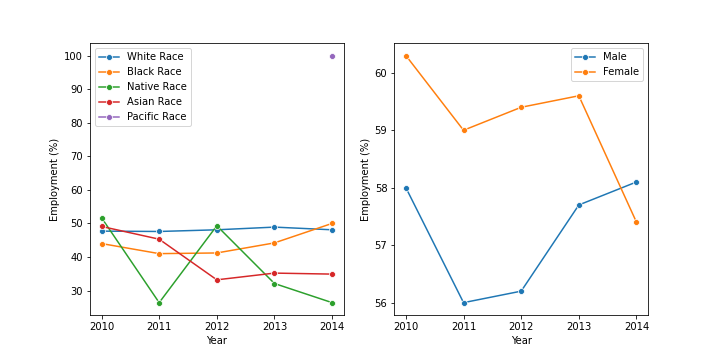 100
90
80
70
60
50
40
30
Employment (%)
2010 2011 2012 2013 2014
Year
White Race
Black Race
Native Race
Asian Race
Pacific Race
60
59
58
57
56
Employment (%)
2010 2011 2012 2013 2014
Year
Male
Female